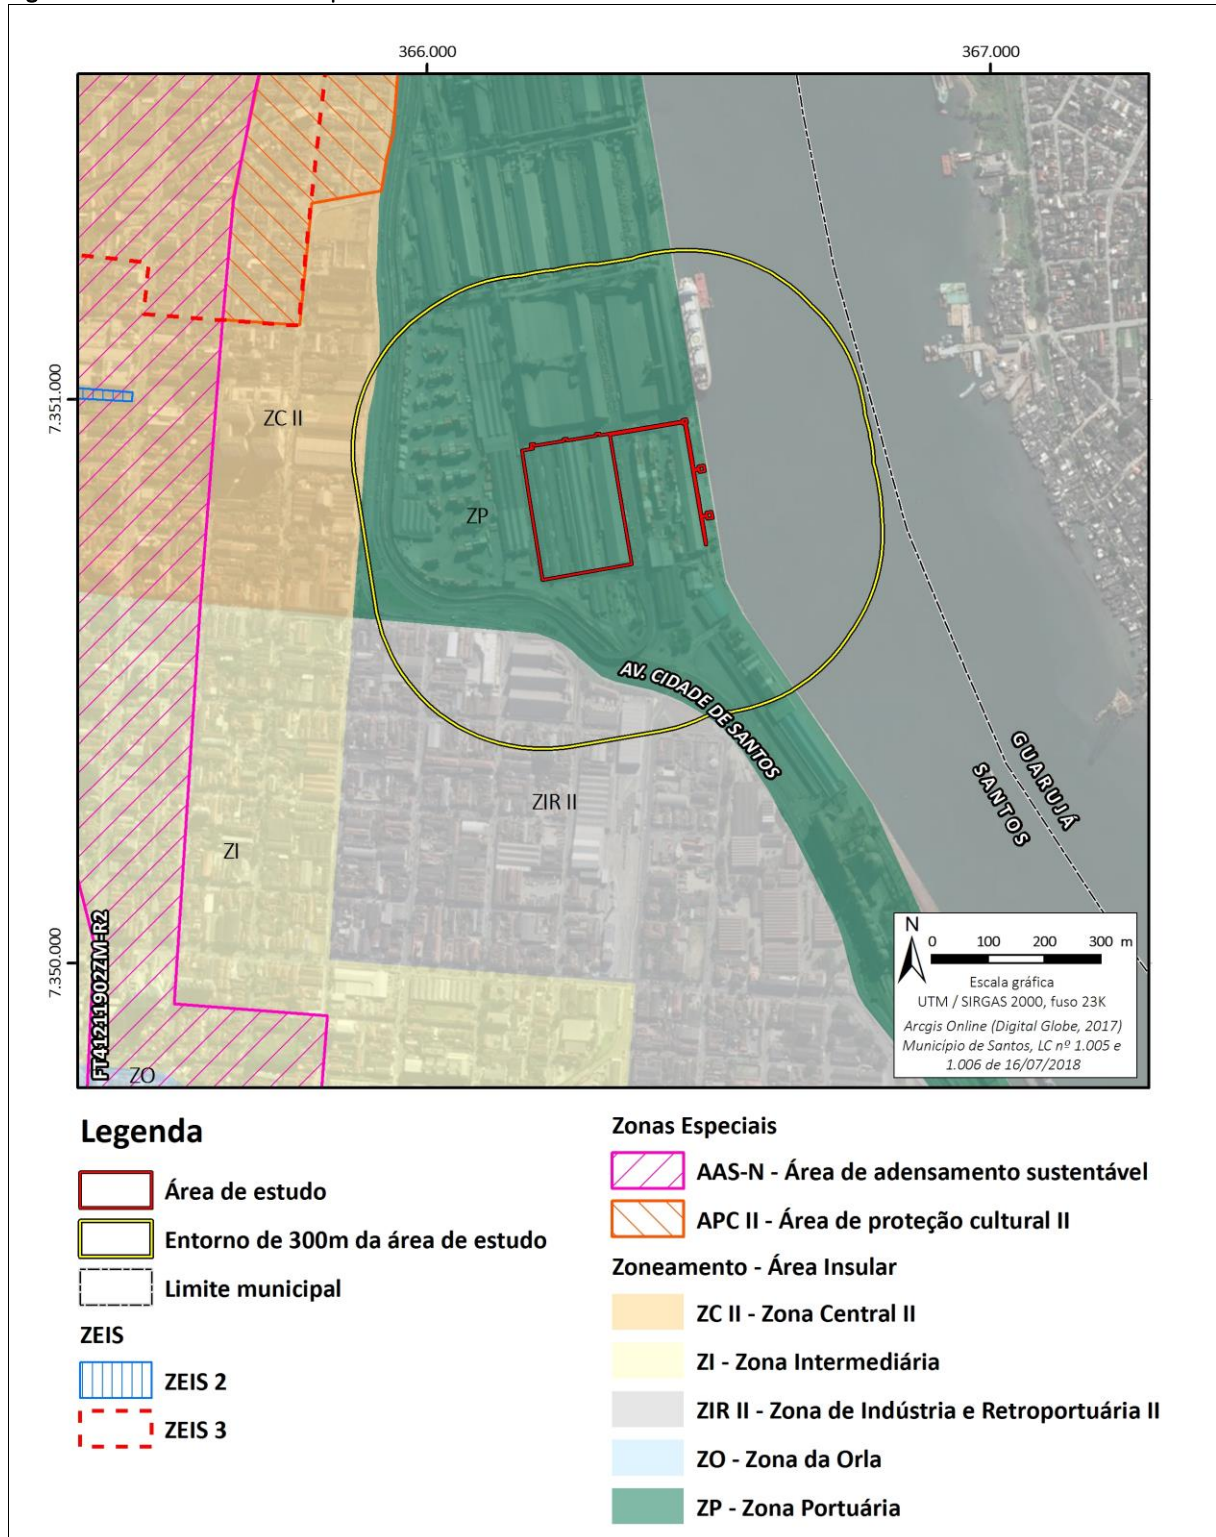 366.000
367.000
7.351.000
7.350.000
ZC II
ZP
AV. CIDADE DE SANTOS
ZIR II
ZI
ZO
GUARUJÁ
SANTOS
FT412119027ZM-R2
N
0 100 200 300 m
Escala gráfica
UTM / SIRGAS 2000, fuso 23K
Arcgis Online (Digital Globe, 2017)
Município de Santos, LC nº 1.005 e
1.006 de 16/07/2018
Legenda
Área de estudo
Entorno de 300m da área de estudo
Limite municipal
ZEIS
ZEIS 2
ZEIS 3
Zonas Especiais
AAS-N - Área de adensamento sustentável
APC II - Área de proteção cultural II
Zoneamento - Área Insular
ZC II - Zona Central II
ZI - Zona Intermediária
ZIR II - Zona de Indústria e Retroportuária II
ZO - Zona da Orla
ZP - Zona Portuária